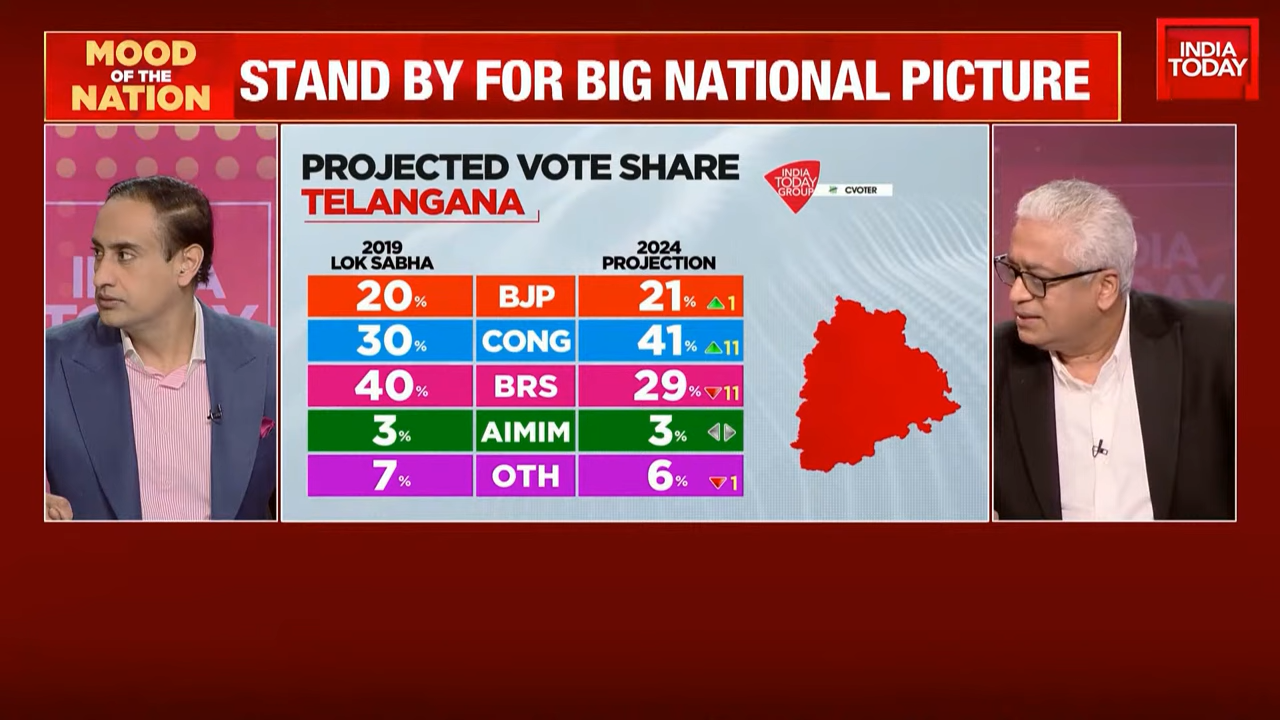 MOOD
OF THE
NATION
STAND BY FOR BIG NATIONAL PICTURE
INDIA
TODAY
PROJECTED VOTE SHARE
TELANGANA
INDIA
TODAY
GROUP
CVOTER
2019
LOK SABHA
2024
PROJECTION
20% BJP 21% 1
30% CONG 41% 11
40% BRS 29% 11
3% AIMIM 3%
7% OTH 6% 1